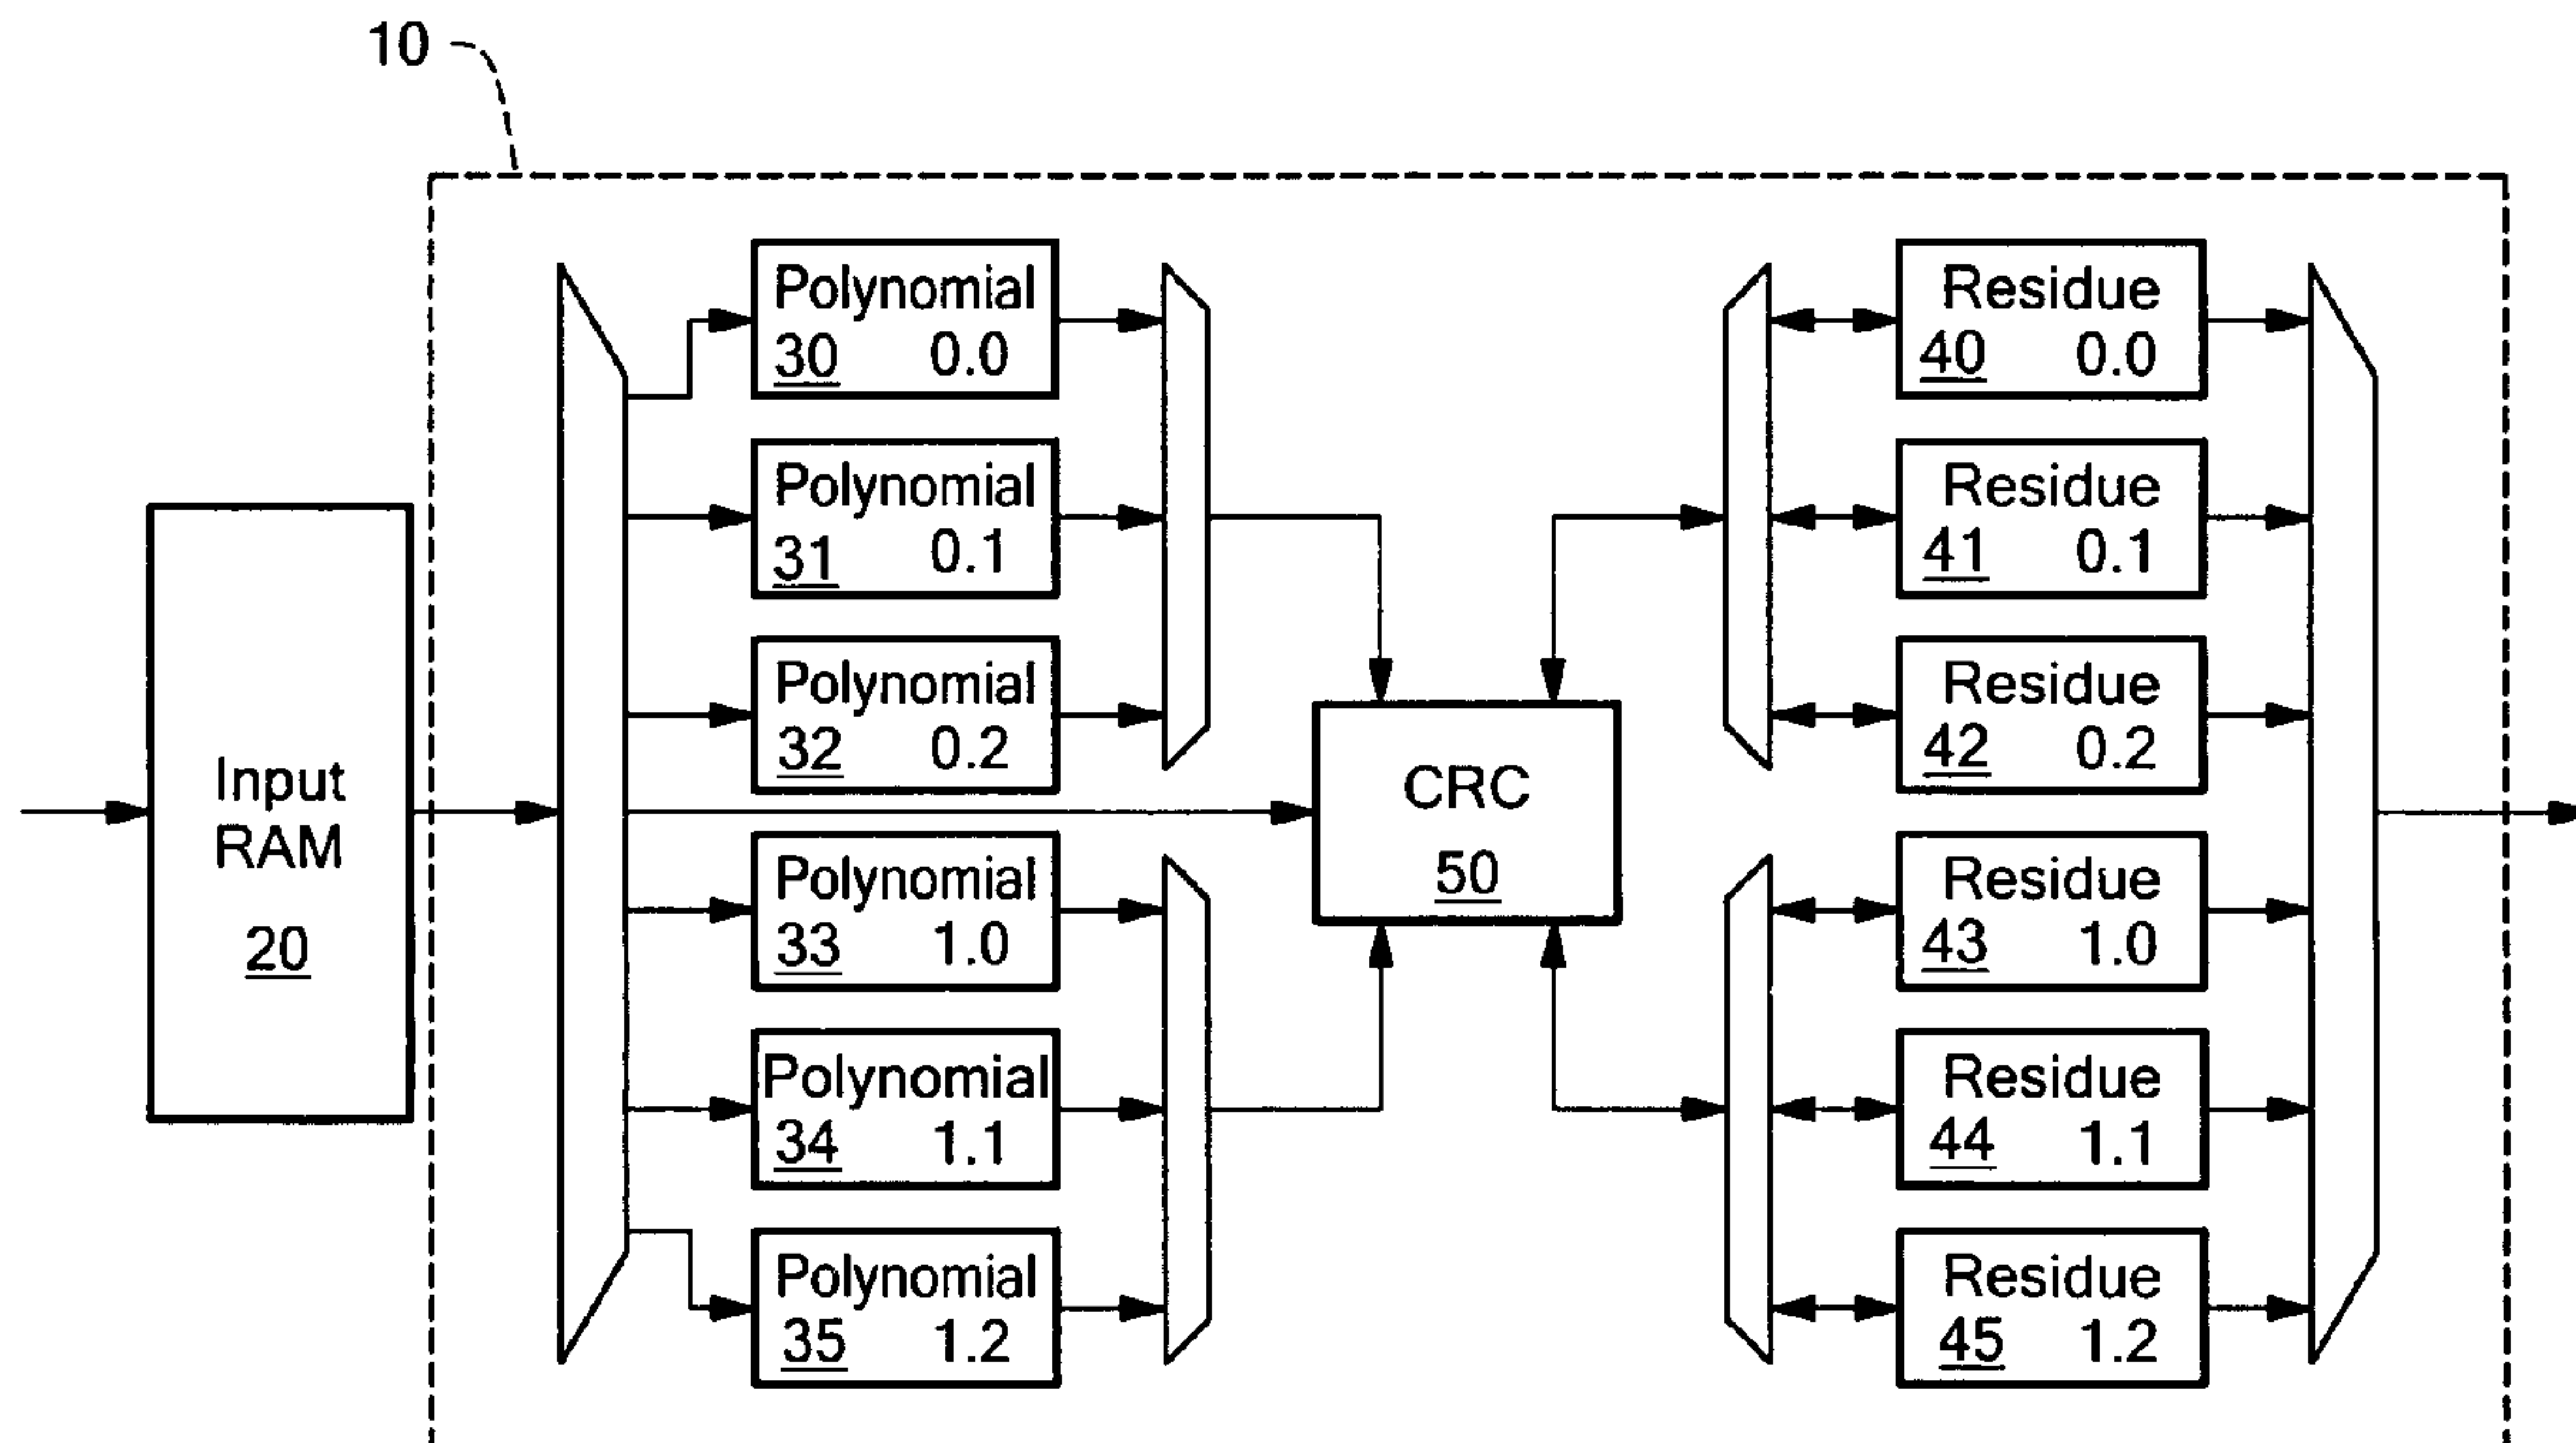 10
Input
RAM
20
Polynomial
30 0.0
Polynomial
31 0.1
Polynomial
32 0.2
Polynomial
33 1.0
Polynomial
34 1.1
Polynomial
35 1.2
CRC
50
Residue
40 0.0
Residue
41 0.1
Residue
42 0.2
Residue
43 1.0
Residue
44 1.1
Residue
45 1.2